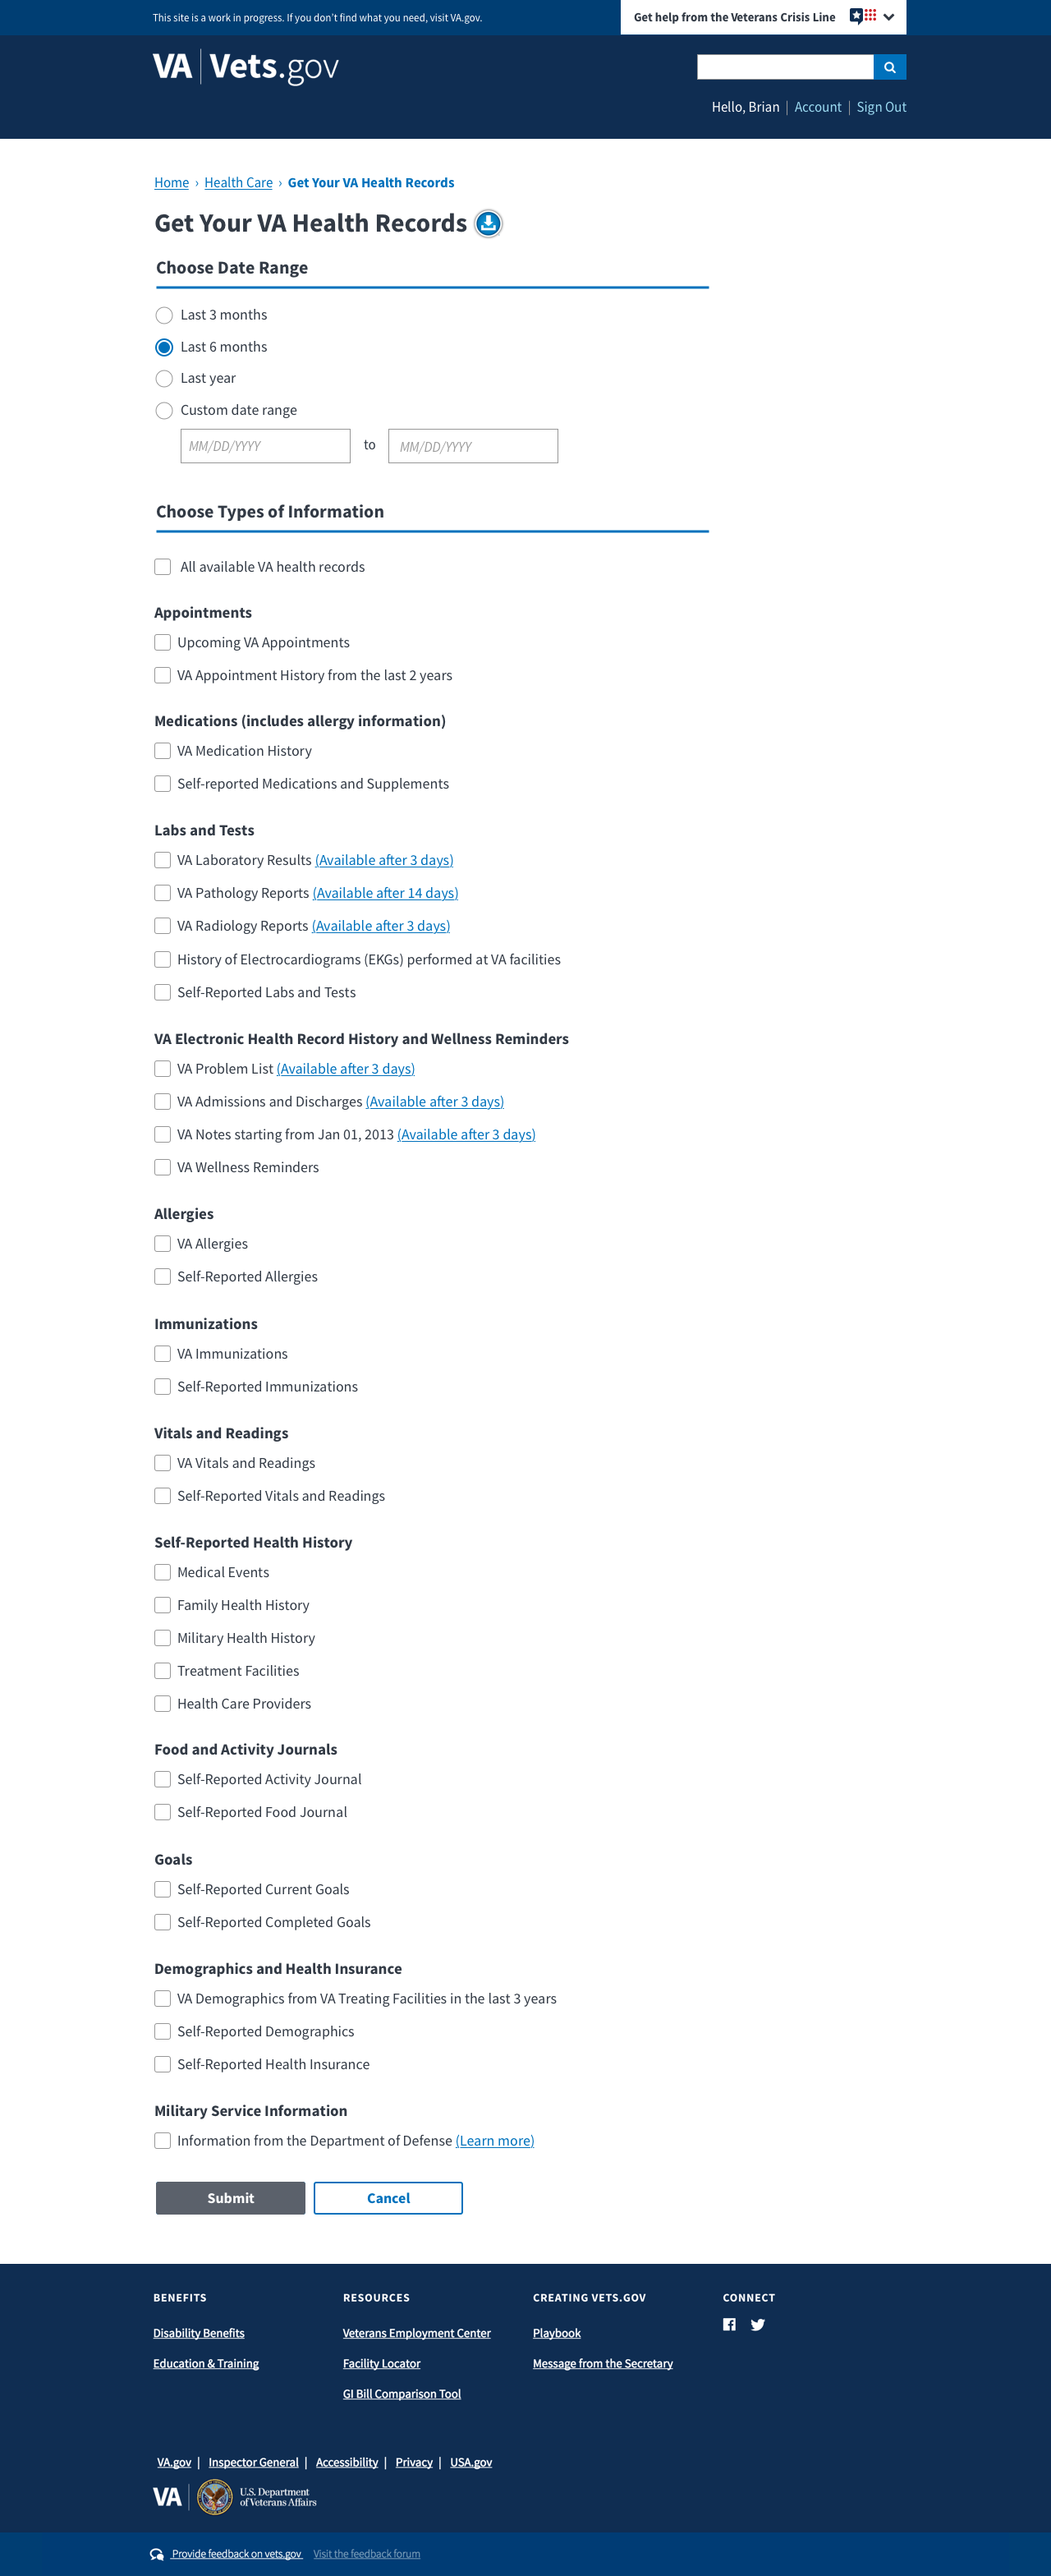 This site is a work in progress. If you don't find what you need, visit VA.gov.
Get help from the Veterans Crisis Line
VA | Vets.gov
Hello, Brian | Account | Sign Out
Home › Health Care › Get Your VA Health Records
Get Your VA Health Records
Choose Date Range
Last 3 months
Last 6 months
Last year
Custom date range
MM/DD/YYYY to MM/DD/YYYY
Choose Types of Information
All available VA health records
Appointments
Upcoming VA Appointments
VA Appointment History from the last 2 years
Medications (includes allergy information)
VA Medication History
Self-reported Medications and Supplements
Labs and Tests
VA Laboratory Results (Available after 3 days)
VA Pathology Reports (Available after 14 days)
VA Radiology Reports (Available after 3 days)
History of Electrocardiograms (EKGs) performed at VA facilities
Self-Reported Labs and Tests
VA Electronic Health Record History and Wellness Reminders
VA Problem List (Available after 3 days)
VA Admissions and Discharges (Available after 3 days)
VA Notes starting from Jan 01, 2013 (Available after 3 days)
VA Wellness Reminders
Allergies
VA Allergies
Self-Reported Allergies
Immunizations
VA Immunizations
Self-Reported Immunizations
Vitals and Readings
VA Vitals and Readings
Self-Reported Vitals and Readings
Self-Reported Health History
Medical Events
Family Health History
Military Health History
Treatment Facilities
Health Care Providers
Food and Activity Journals
Self-Reported Activity Journal
Self-Reported Food Journal
Goals
Self-Reported Current Goals
Self-Reported Completed Goals
Demographics and Health Insurance
VA Demographics from VA Treating Facilities in the last 3 years
Self-Reported Demographics
Self-Reported Health Insurance
Military Service Information
Information from the Department of Defense (Learn more)
Submit Cancel
BENEFITS RESOURCES CREATING VETS.GOV CONNECT
Disability Benefits Veterans Employment Center Playbook
Education & Training Facility Locator Message from the Secretary
GI Bill Comparison Tool
VA.gov | Inspector General | Accessibility | Privacy | USA.gov
VA | U.S. Department
of Veterans Affairs
Provide feedback on vets.gov Visit the feedback forum